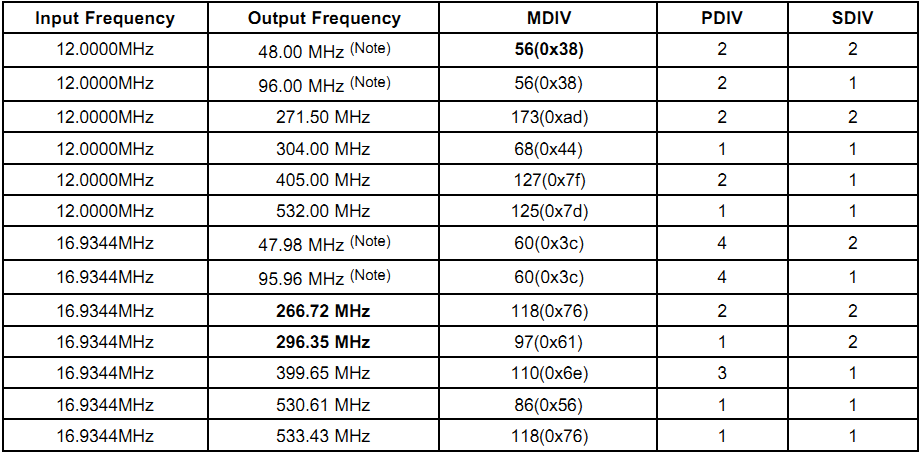 Input Frequency Output Frequency MDIV PDIV SDIV
12.0000MHz 48.00 MHz (Note) 56(0x38) 2 2
12.0000MHz 96.00 MHz (Note) 56(0x38) 2 1
12.0000MHz 271.50 MHz 173(0xad) 2 2
12.0000MHz 304.00 MHz 68(0x44) 1 1
12.0000MHz 405.00 MHz 127(0x7f) 2 1
12.0000MHz 532.00 MHz 125(0x7d) 1 1
16.9344MHz 47.98 MHz (Note) 60(0x3c) 4 2
16.9344MHz 95.96 MHz (Note) 60(0x3c) 4 1
16.9344MHz 266.72 MHz 118(0x76) 2 2
16.9344MHz 296.35 MHz 97(0x61) 1 2
16.9344MHz 399.65 MHz 110(0x6e) 3 1
16.9344MHz 530.61 MHz 86(0x56) 1 1
16.9344MHz 533.43 MHz 118(0x76) 1 1